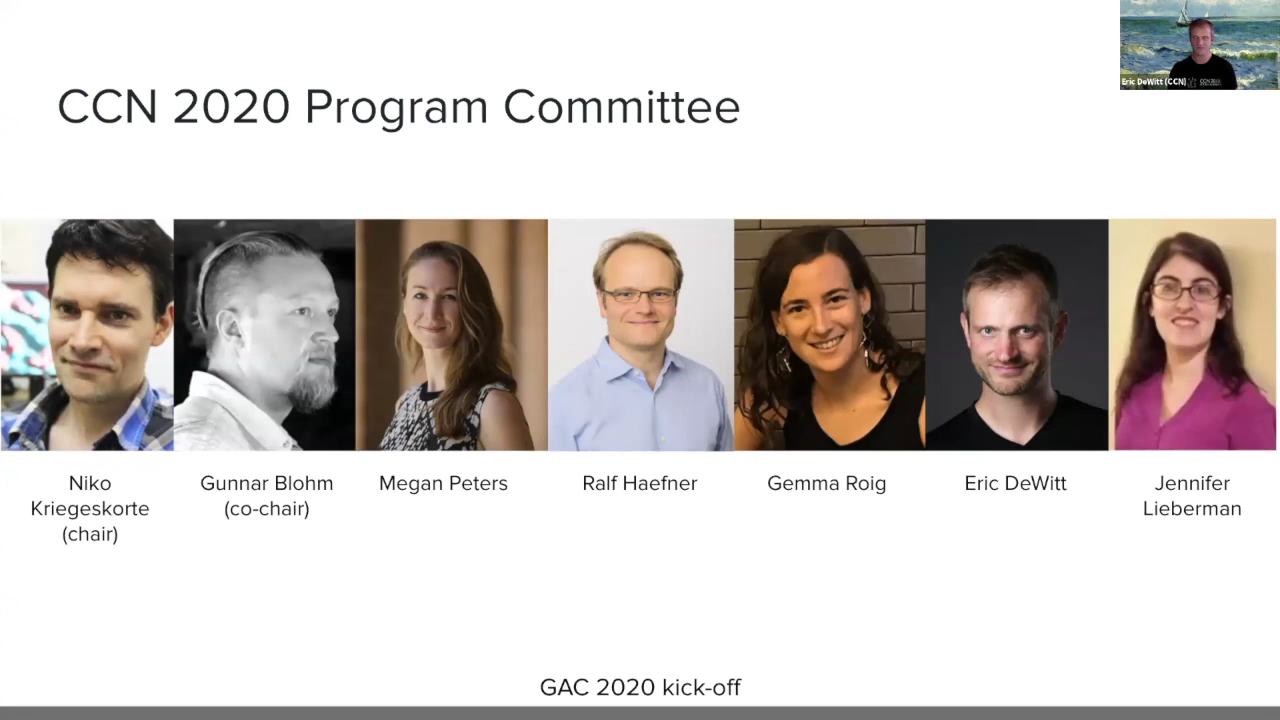 Eric DeWitt (CCN)
CCN 2020 Program Committee
Niko
Kriegeskorte
(chair)
Gunnar Blohm
(co-chair)
Megan Peters
Ralf Haefner
Gemma Roig
Eric DeWitt
Jennifer
Lieberman
GAC 2020 kick-off